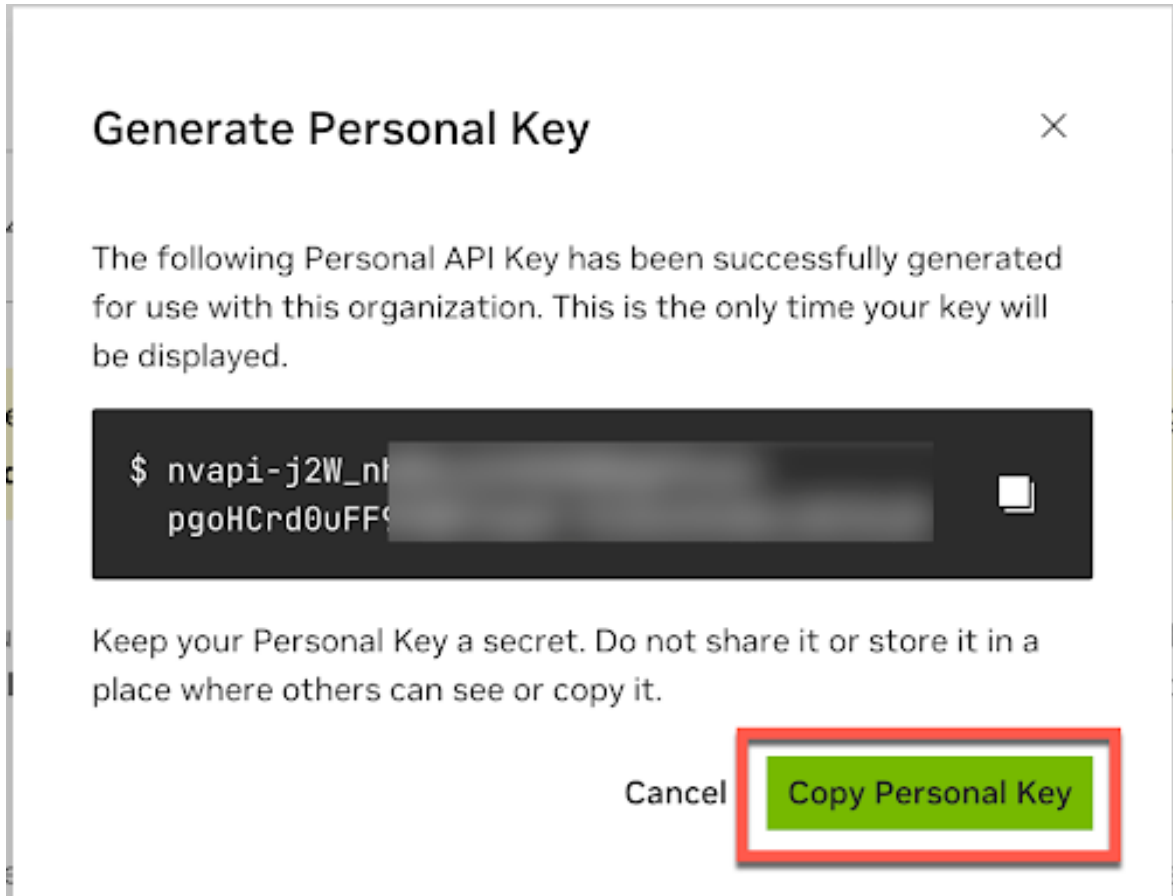 Generate Personal Key
The following Personal API Key has been successfully generated
for use with this organization. This is the only time your key will
be displayed.
$ nvapi-j2W_nh
pgoHCrd0uFF9
Keep your Personal Key a secret. Do not share it or store it in a
place where others can see or copy it.
Cancel
Copy Personal Key